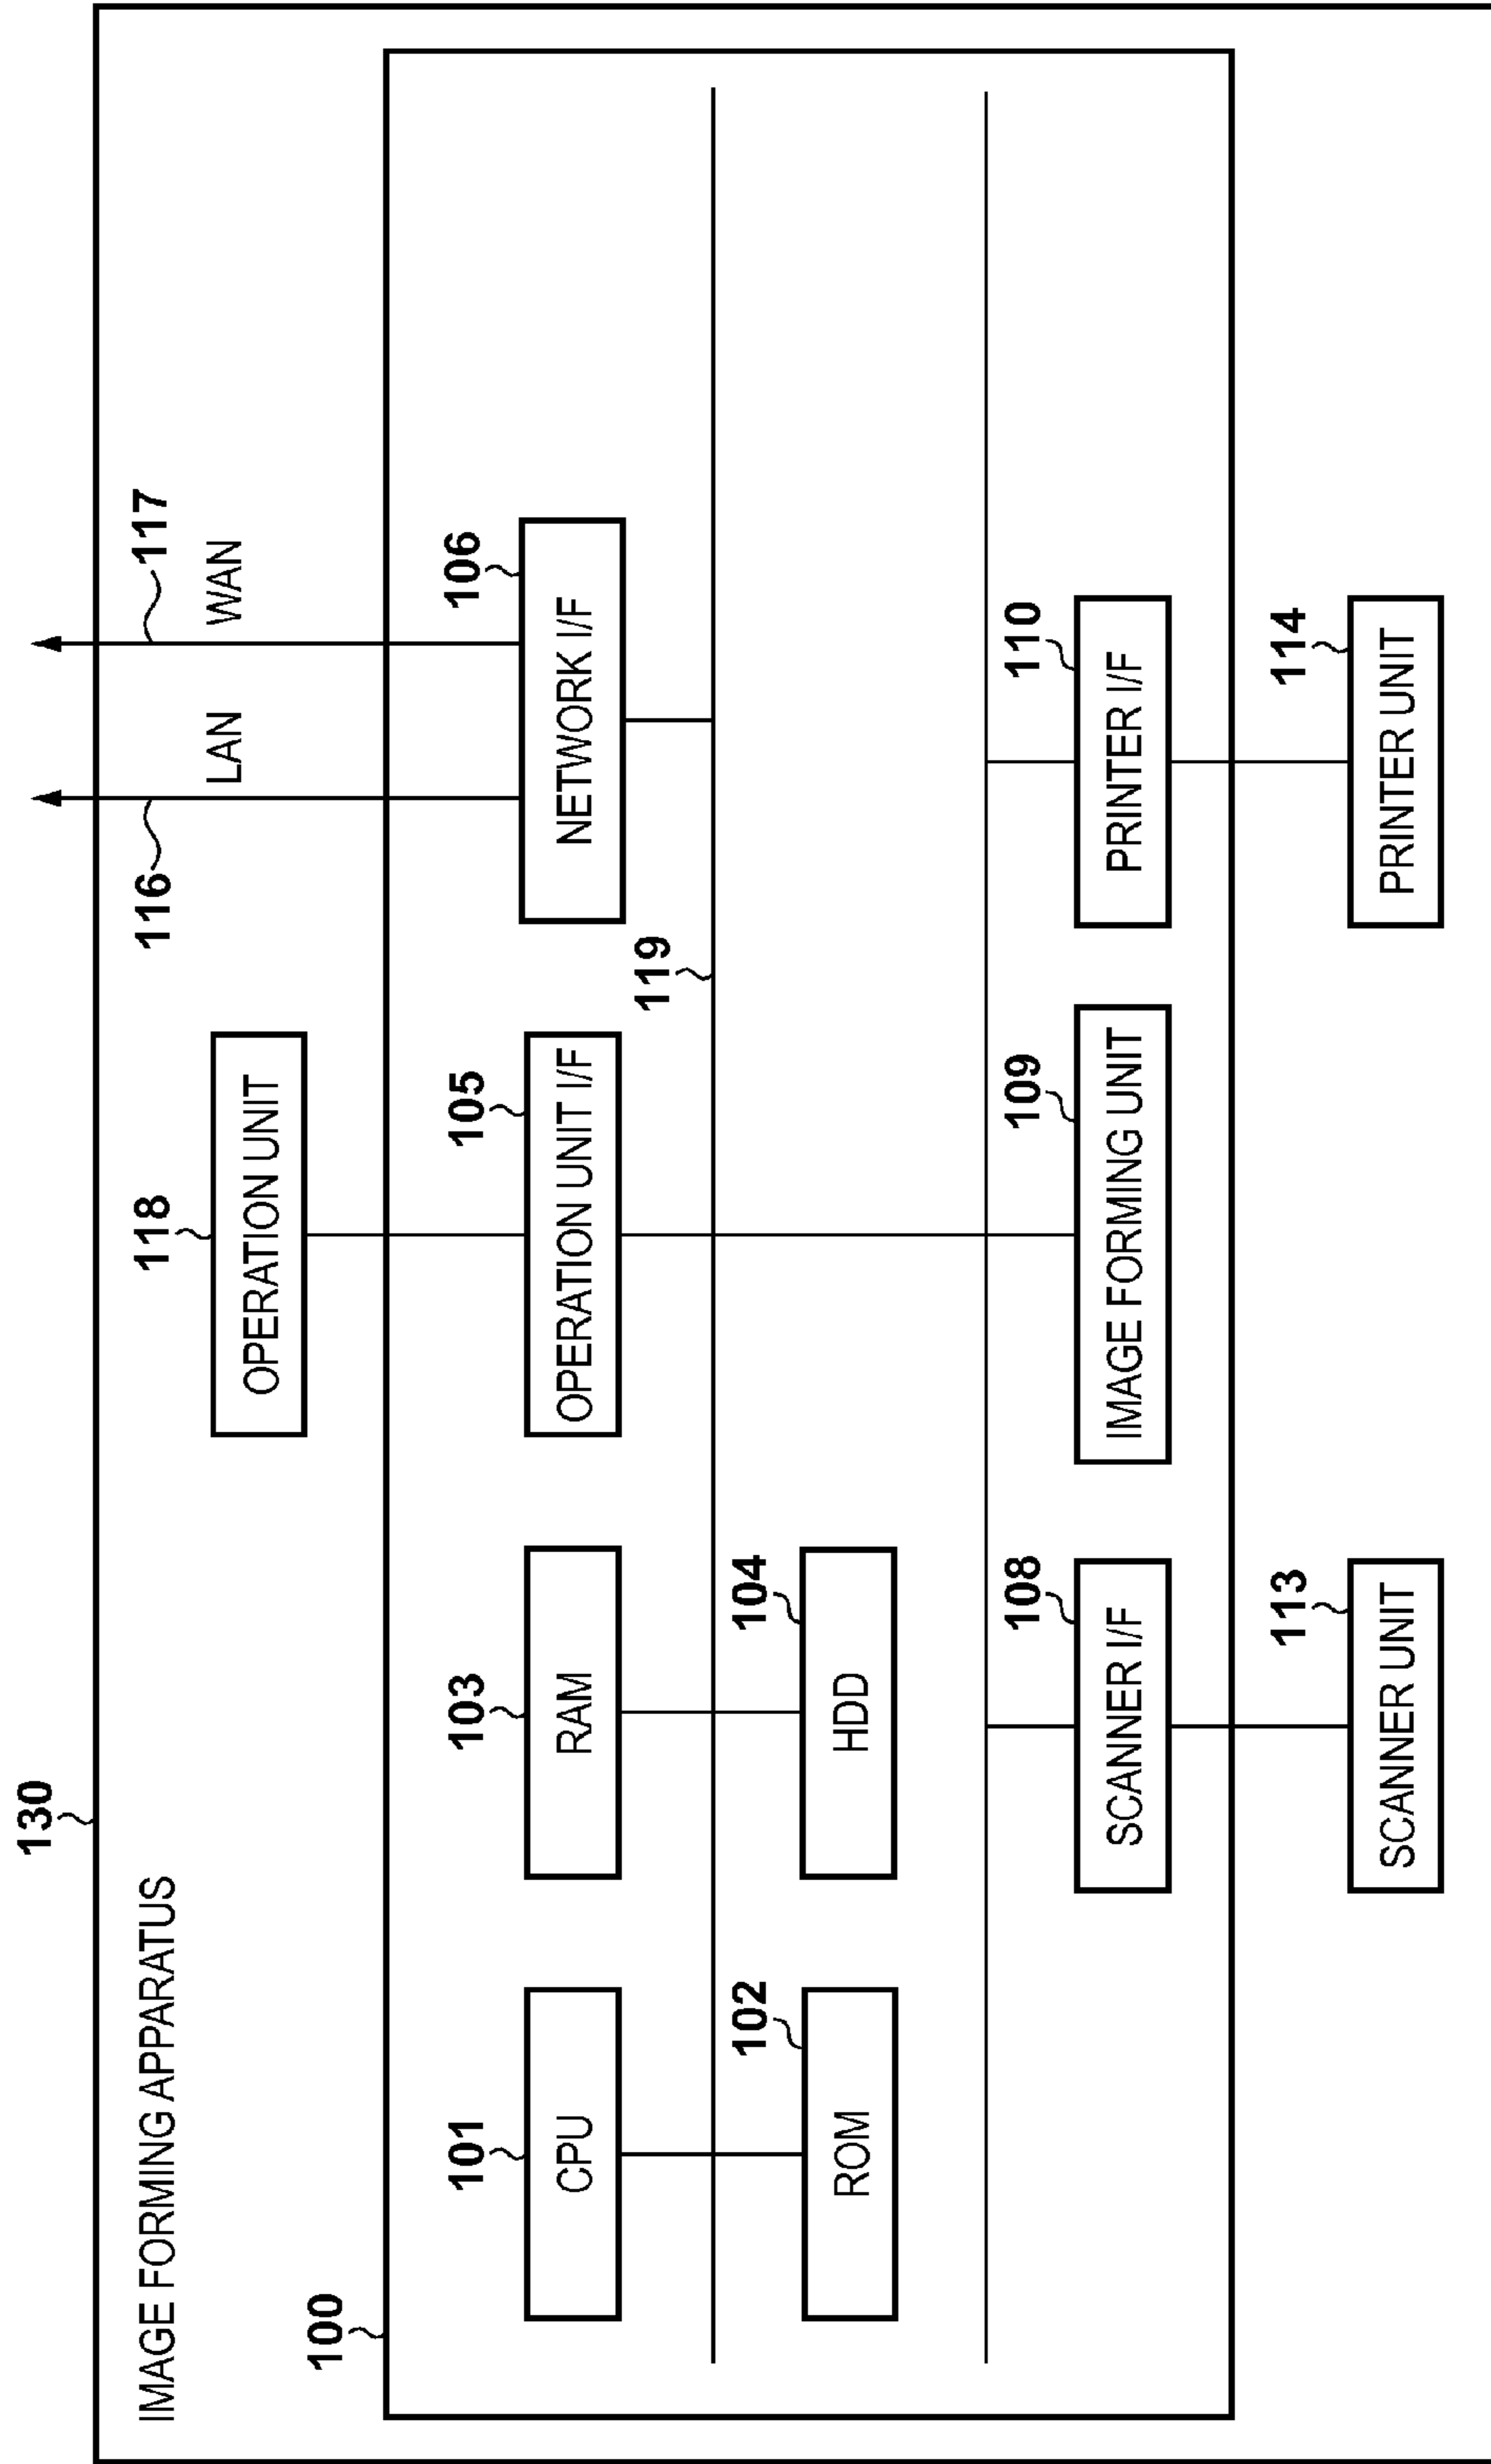 130
IMAGE FORMING APPARATUS
118
OPERATION UNIT
116
LAN
117
WAN
100
101
CPU
103
RAM
105
OPERATION UNIT I/F
106
NETWORK I/F
119
102
ROM
104
HDD
108
SCANNER I/F
109
IMAGE FORMING UNIT
110
PRINTER I/F
113
SCANNER UNIT
114
PRINTER UNIT